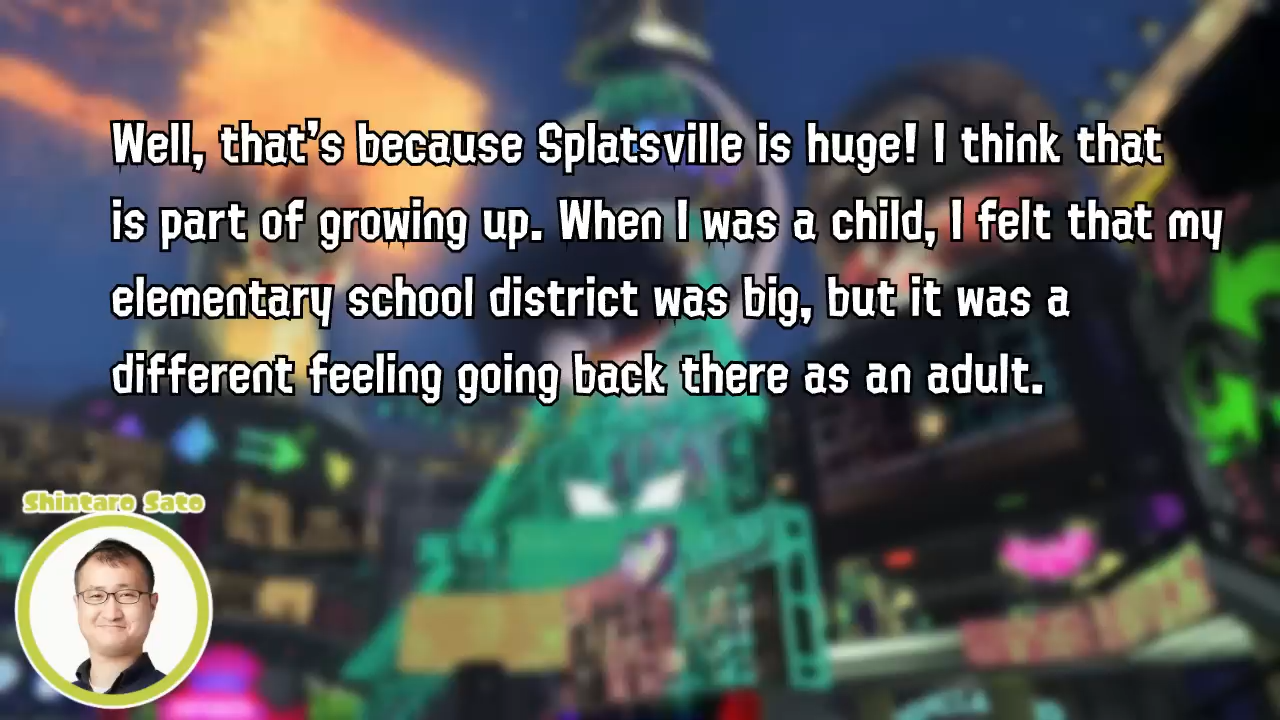 Well, that's because Splatsville is huge! I think that
is part of growing up. When I was a child, I felt that my
elementary school district was big, but it was a
different feeling going back there as an adult.
Shintaro Sato